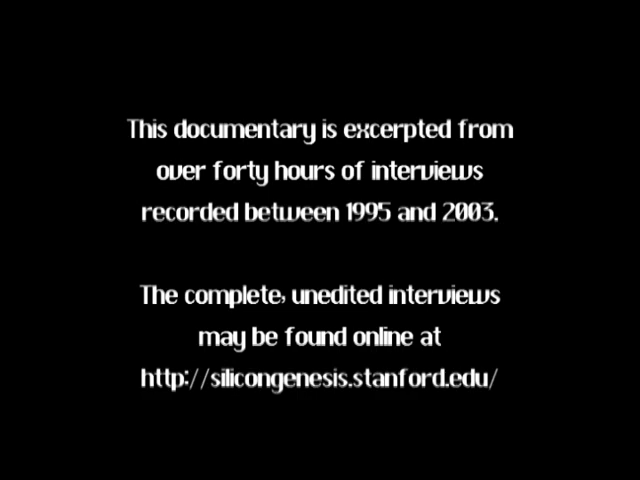 This documentary is excerpted from
over forty hours of interviews
recorded between 1995 and 2003.
The complete, unedited interviews
may be found online at
http://silicongenesis.stanford.edu/